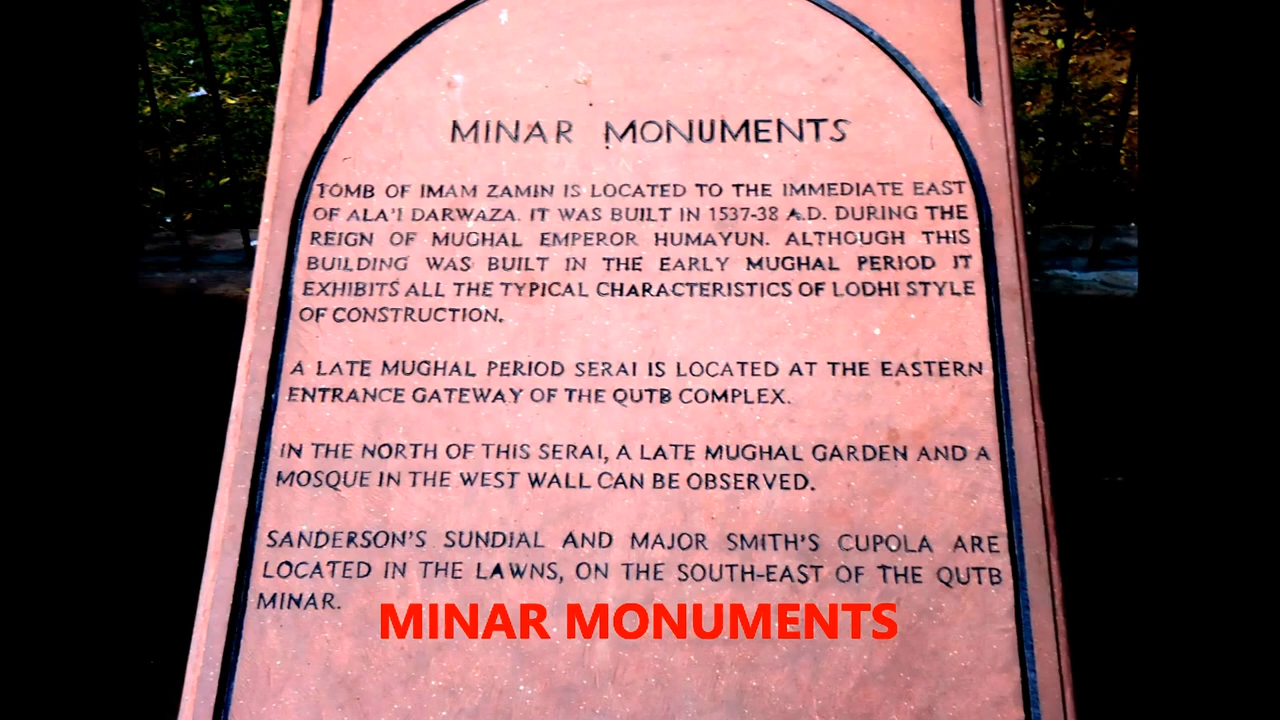 MINAR MONUMENTS
TOMB OF IMAM ZAMIN IS LOCATED TO THE IMMEDIATE EAST
OF ALA'I DARWAZA. IT WAS BUILT IN 1537-38 A.D. DURING THE
REIGN OF MUGHAL EMPEROR HUMAYUN. ALTHOUGH THIS
BUILDING WAS BUILT IN THE EARLY MUGHAL PERIOD IT
EXHIBITS ALL THE TYPICAL CHARACTERISTICS OF LODHI STYLE
OF CONSTRUCTION.
A LATE MUGHAL PERIOD SERAI IS LOCATED AT THE EASTERN
ENTRANCE GATEWAY OF THE QUTB COMPLEX.
IN THE NORTH OF THIS SERAI, A LATE MUGHAL GARDEN AND A
MOSQUE IN THE WEST WALL CAN BE OBSERVED.
SANDERSON'S SUNDIAL AND MAJOR SMITH'S CUPOLA ARE
LOCATED IN THE LAWNS, ON THE SOUTH-EAST OF THE QUTB
MINAR.
MINAR MONUMENTS